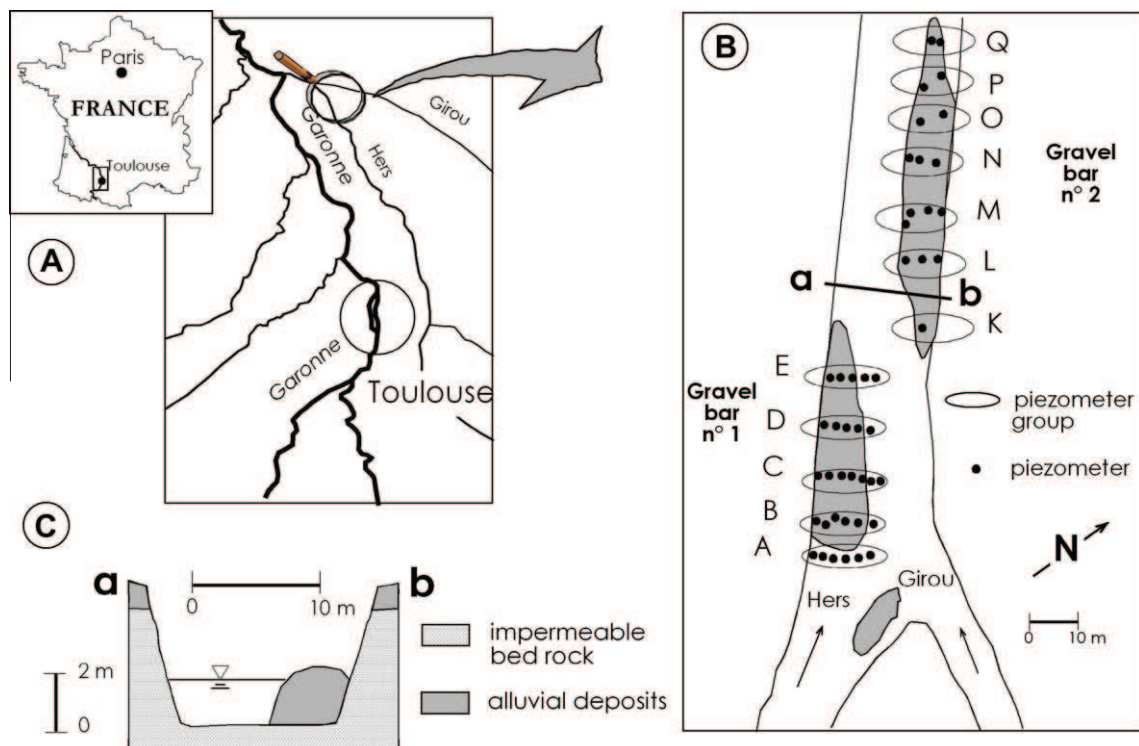 Paris
FRANCE
Toulouse
A
Garonne
Hers
Girou
Garonne
Toulouse
C
a
b
0
10 m
2 m
0
impermeable
bed rock
alluvial deposits
B
Q
P
O
N
M
L
K
Gravel
bar
n° 2
a
b
E
D
C
B
A
Gravel
bar
n° 1
piezometer
group
piezometer
N
Hers
Girou
0
10 m